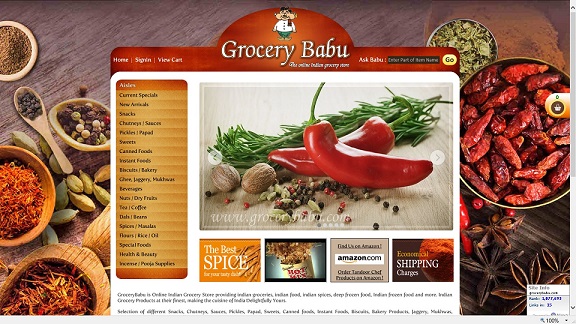 Grocery Babu
The online Indian grocery store
Home | SignIn | View Cart
Ask Babu : Enter Part of Item Name Go
Aisles
Current Specials
New Arrivals
Snacks
Chutneys / Sauces
Pickles / Papad
Sweets
Canned Foods
Instant Foods
Biscuits / Bakery
Ghee, Jaggery, Mukhwas
Beverages
Nuts / Dry Fruits
Tea / Coffee
Dals / Beans
Spices / Masalas
Flours / Rice / Oil
Special Foods
Health & Beauty
Incense / Pooja Supplies
www.grocerybabu.com
0
The Best
SPICE
for your tasty dish!
Find Us on Amazon!
amazon.com
Order Tandoor Chef
Products on Amazon!
Economical
SHIPPING
Charges
GroceryBabu is Online Indian Grocery Store providing indian groceries, indian food, indian spices, deep frozen food, Indian frozen food and more. Indian
Grocery Products at their finest, making the cuisine of India Delightfully Yours.
Selection of different Snacks, Chutneys, Sauces, Pickles, Papad, Sweets, Canned foods, Instant Foods, Biscuits, Bakery Products, Jaggery, Mukhwas,
Site Info
grocerybabu.com
Rank:
Links in: 35
100%